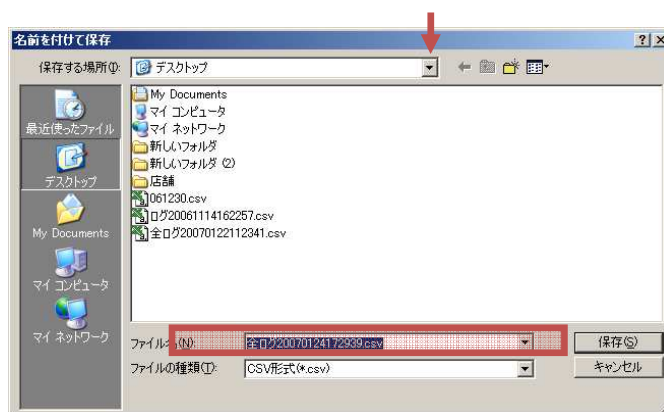 名前を付けて保存
保存する場所(I):
デスクトップ
最近使ったファイル
デスクトップ
My Documents
マイ コンピュータ
マイ ネットワーク
My Documents
マイ コンピュータ
マイ ネットワーク
新しいフォルダ
新しいフォルダ (2)
店舗
061230.csv
ログ20061114162257.csv
全ログ20070122112341.csv
ファイル名(N):
全ログ20070124172939.csv
保存(S)
ファイルの種類(T):
CSV形式(*.csv)
キャンセル